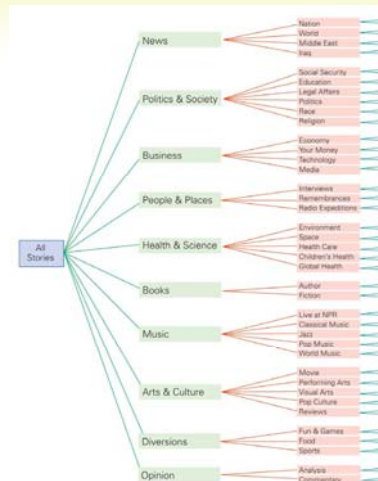 All
Stories
News
Nation
World
Middle East
Iraq
Politics & Society
Social Security
Education
Legal Affairs
Politics
Race
Religion
Business
Economy
Your Money
Technology
Media
People & Places
Interviews
Remembrances
Radio Expeditions
Health & Science
Environment
Space
Health Care
Children's Health
Global Health
Books
Author
Fiction
Music
Live at NPR
Classical Music
Jazz
Pop Music
World Music
Arts & Culture
Movie
Performing Arts
Visual Arts
Pop Culture
Reviews
Diversions
Fun & Games
Food
Sports
Opinion
Analysis
Commentary